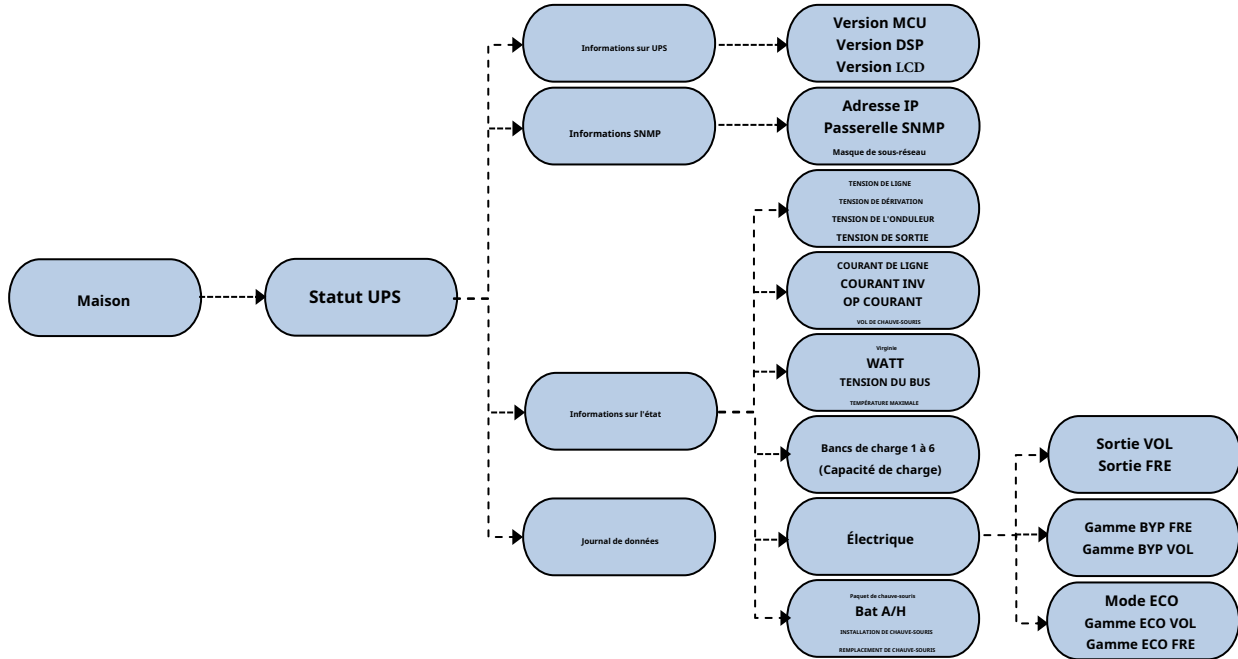 Maison
Statut UPS
Informations sur UPS
Informations SNMP
Informations sur l'état
Journal de données
Version MCU
Version DSP
Version LCD
Adresse IP
Passerelle SNMP
Masque de sous-réseau
TENSION DE LIGNE
TENSION DE DÉRIVATION
TENSION DE L'ONDULEUR
TENSION DE SORTIE
COURANT DE LIGNE
COURANT INV
OP COURANT
VOL DE CHAUVE-SOURIS
Virginie
WATT
TENSION DU BUS
TEMPÉRATURE MAXIMALE
Bancs de charge 1 à 6
(Capacité de charge)
Électrique
Paquet de chauve-souris
Bat A/H
INSTALLATION DE CHAUVE-SOURIS
REMPLACEMENT DE CHAUVE-SOURIS
Sortie VOL
Sortie FRE
Gamme BYP FRE
Gamme BYP VOL
Mode ECO
Gamme ECO VOL
Gamme ECO FRE